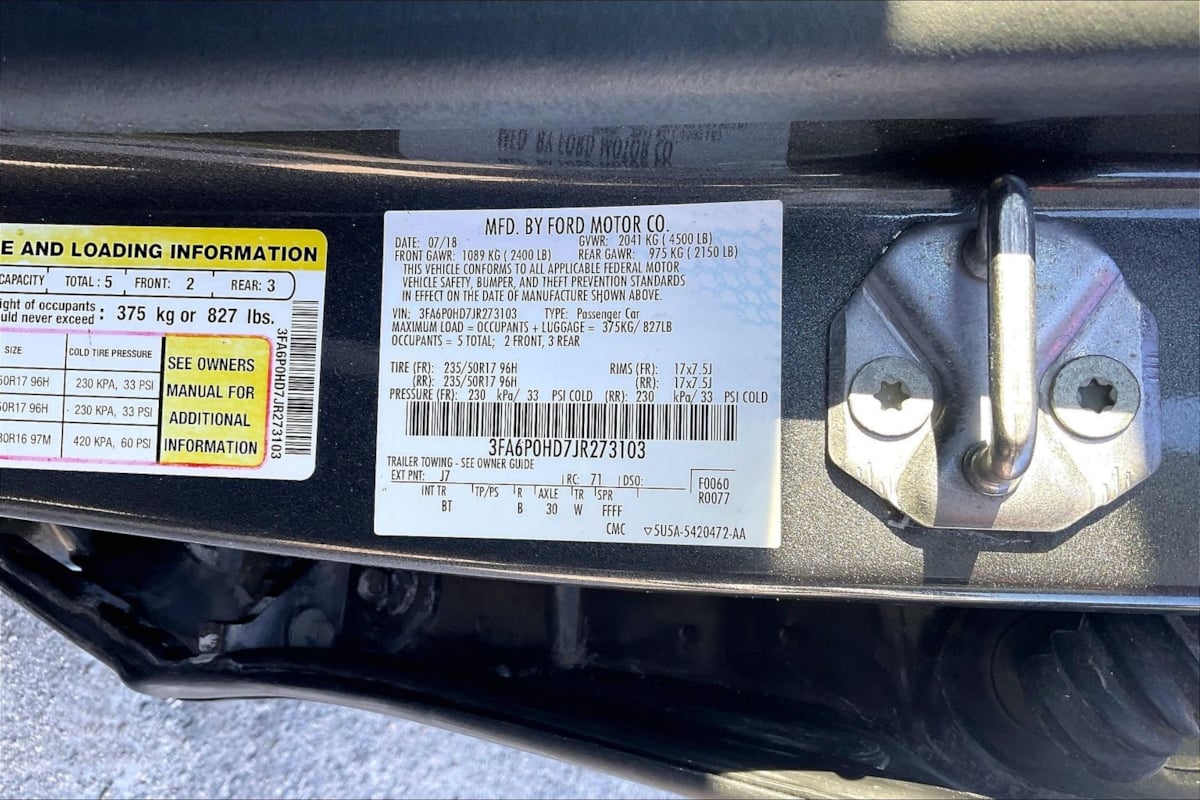 E AND LOADING INFORMATION
CAPACITY TOTAL : 5 FRONT: 2 REAR: 3
ight of occupants
ould never exceed : 375 kg or 827 lbs.
SIZE COLD TIRE PRESSURE
50R17 96H 230 KPA, 33 PSI
50R17 96H 230 KPA, 33 PSI
80R16 97M 420 KPA, 60 PSI
SEE OWNERS
MANUAL FOR
ADDITIONAL
INFORMATION
3FA6P0HD7JR273103
MFD. BY FORD MOTOR CO.
DATE: 07/18 GVWR: 2041 KG ( 4500 LB)
FRONT GAWR: 1089 KG ( 2400 LB) REAR GAWR: 975 KG ( 2150 LB)
THIS VEHICLE CONFORMS TO ALL APPLICABLE FEDERAL MOTOR
VEHICLE SAFETY, BUMPER, AND THEFT PREVENTION STANDARDS
IN EFFECT ON THE DATE OF MANUFACTURE SHOWN ABOVE.
VIN: 3FA6P0HD7JR273103 TYPE: Passenger Car
MAXIMUM LOAD = OCCUPANTS + LUGGAGE = 375KG/ 827LB
OCCUPANTS = 5 TOTAL; 2 FRONT, 3 REAR
TIRE (FR): 235/50R17 96H RIMS (FR): 17x7.5J
(RR): 235/50R17 96H (RR): 17x7.5J
PRESSURE (FR): 230 kPa/ 33 PSI COLD (RR): 230 kPa/ 33 PSI COLD
3FA6P0HD7JR273103
TRAILER TOWING - SEE OWNER GUIDE
EXT PNT: J7 RC: 71 DSO: F0060
R0077
INT TR TP/PS R AXLE TR SPR
BT B 30 W FFFF
CMC ▽5U5A-5420472-AA